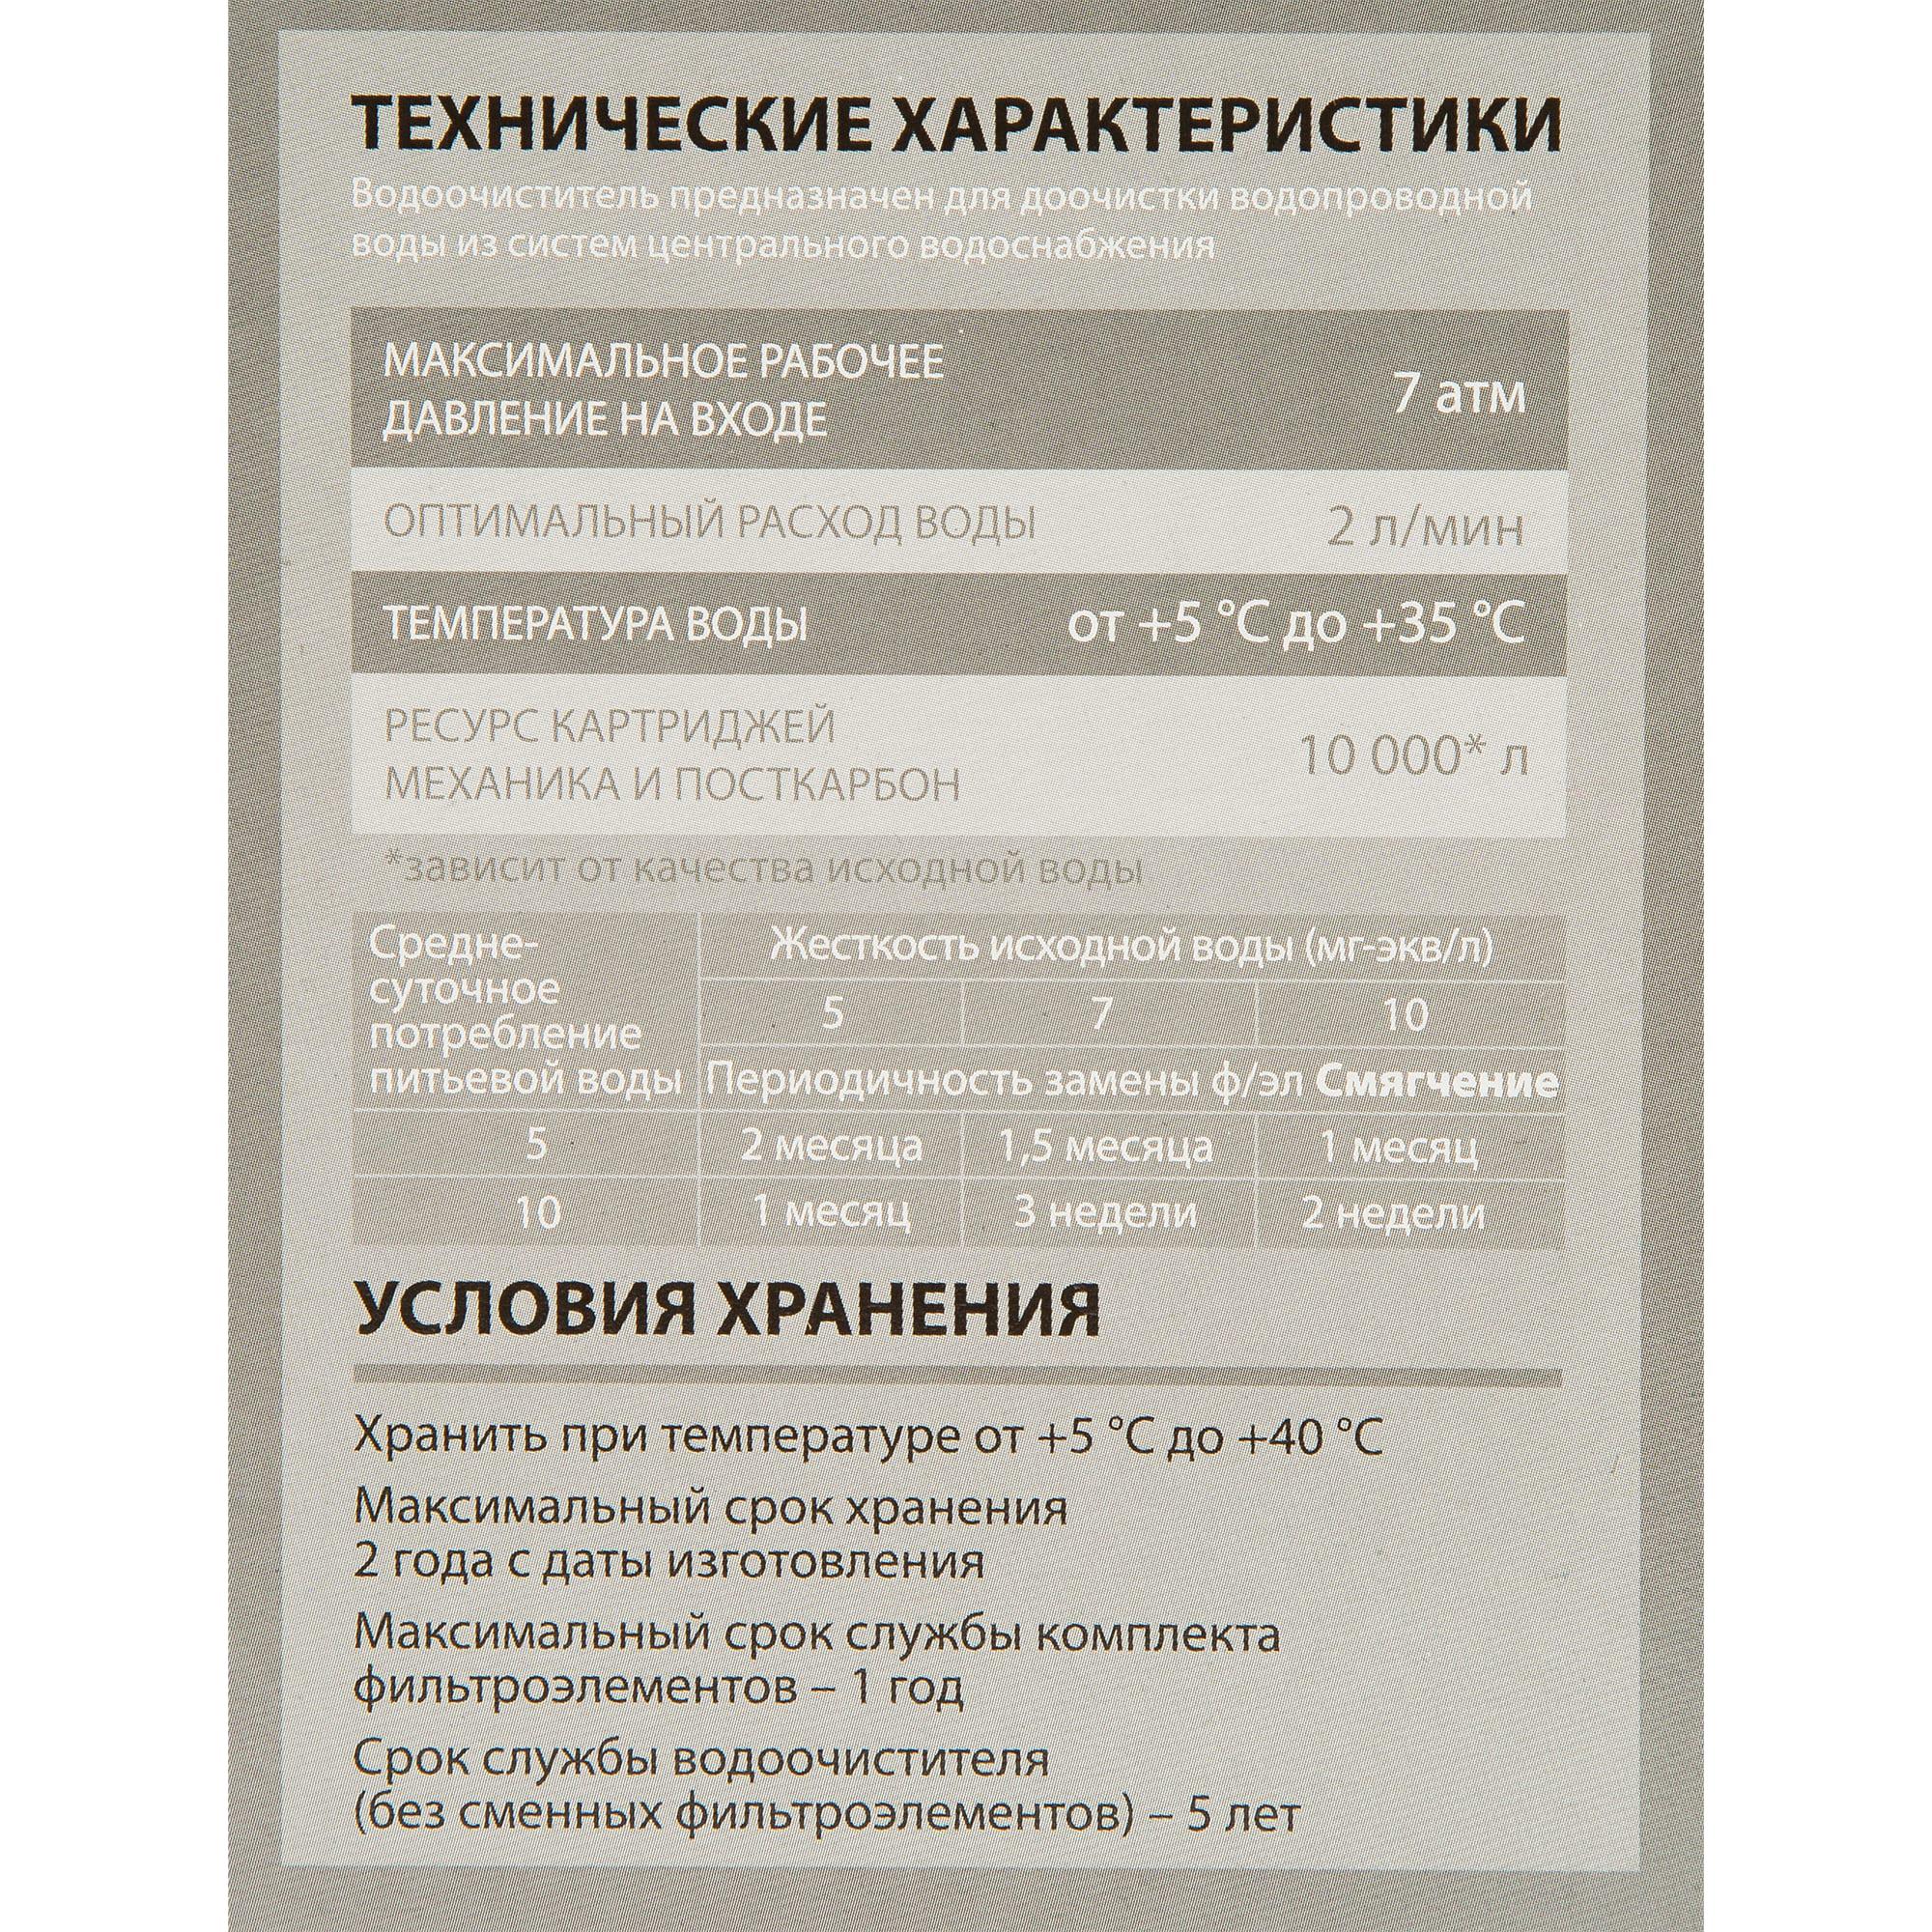 ТЕХНИЧЕСКИЕ ХАРАКТЕРИСТИКИ
Водоочиститель предназначен для доочистки водопроводной
воды из систем центрального водоснабжения
МАКСИМАЛЬНОЕ РАБОЧЕЕ
ДАВЛЕНИЕ НА ВХОДЕ 7 атм
ОПТИМАЛЬНЫЙ РАСХОД ВОДЫ 2 л/мин
ТЕМПЕРАТУРА ВОДЫ от +5 °С до +35 °С
РЕСУРС КАРТРИДЖЕЙ
МЕХАНИКА И ПОСТКАРБОН 10 000* л
*зависит от качества исходной воды
Средне-
суточное
потребление
питьевой воды
Жесткость исходной воды (мг-экв/л)
5 7 10
Периодичность замены ф/эл Смягчение
5 2 месяца 1,5 месяца 1 месяц
10 1 месяц 3 недели 2 недели
УСЛОВИЯ ХРАНЕНИЯ
Хранить при температуре от +5 °С до +40 °С
Максимальный срок хранения
2 года с даты изготовления
Максимальный срок службы комплекта
фильтроэлементов – 1 год
Срок службы водоочистителя
(без сменных фильтроэлементов) – 5 лет